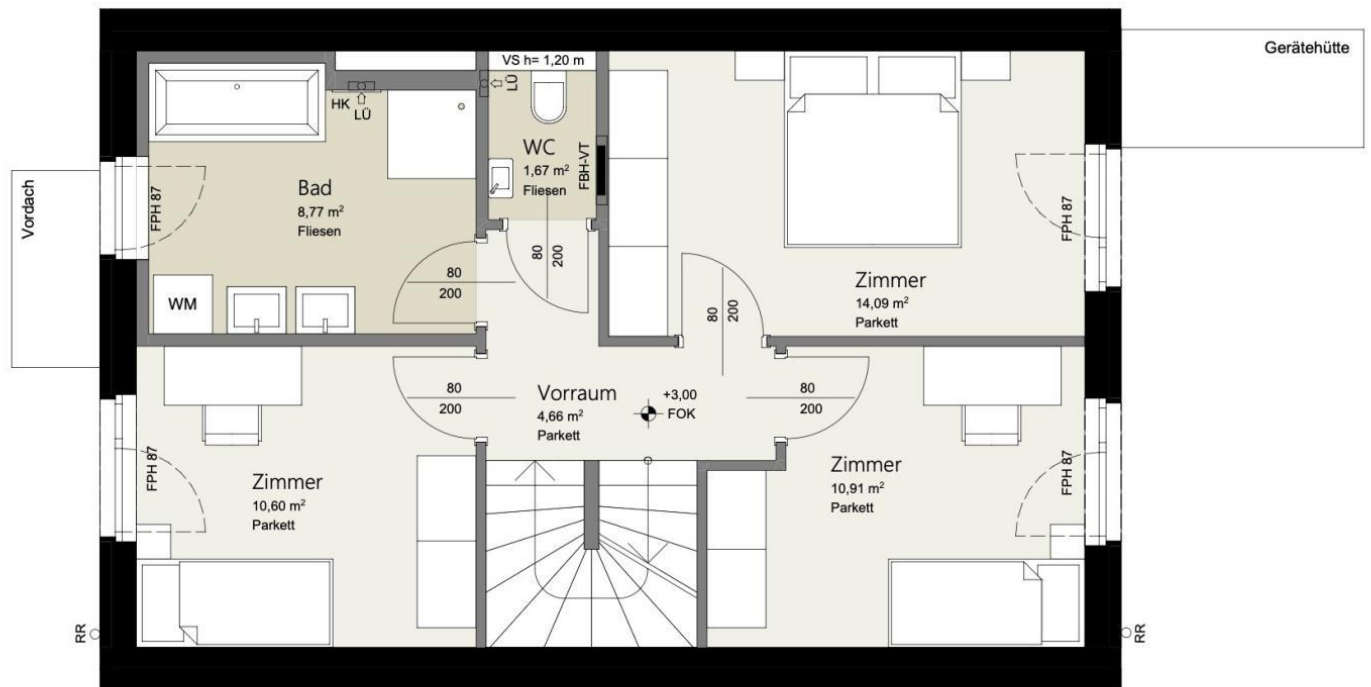 Gerätehütte
Vordach
VS h= 1,20 m
HK
LÜ
LÜ
WC
1,67 m²
Fliesen
FBH-VT
Bad
8,77 m²
Fliesen
FPH 87
FPH 87
80
200
80
200
WM
Zimmer
14,09 m²
Parkett
80
200
80
200
Vorraum
4,66 m²
Parkett
+3,00
FOK
80
200
FPH 87
Zimmer
10,60 m²
Parkett
Zimmer
10,91 m²
Parkett
FPH 87
RR
RR